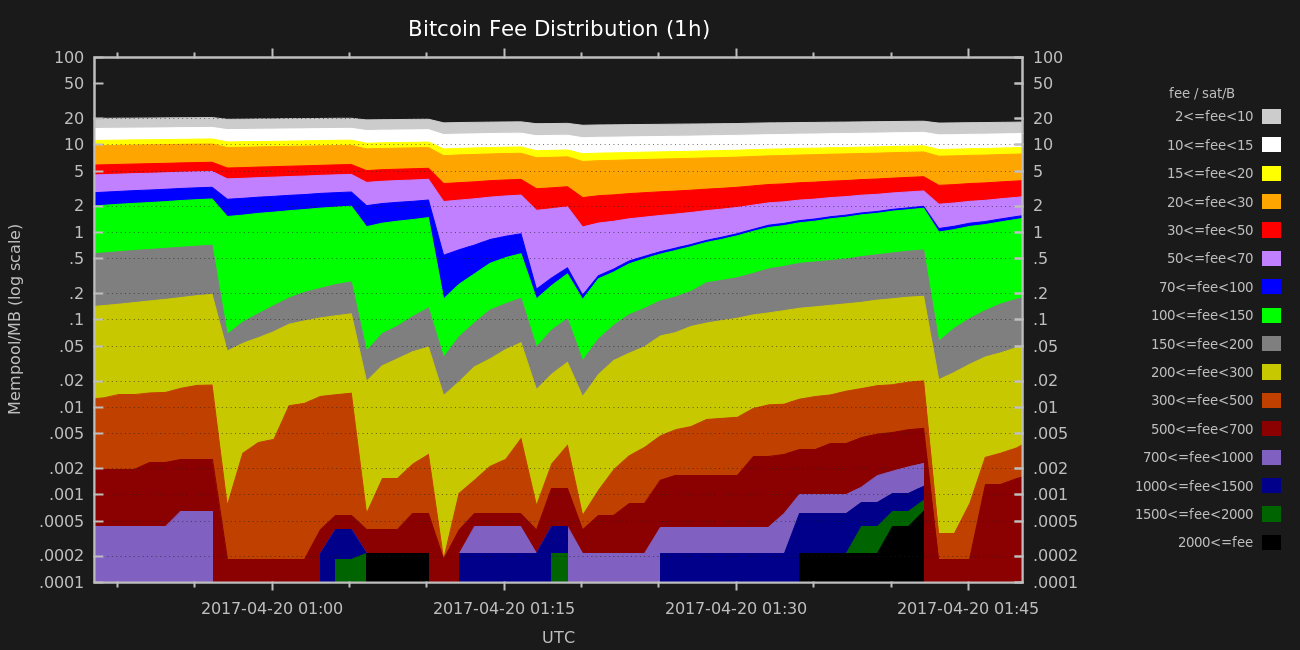 Bitcoin Fee Distribution (1h)
100 100
50 50
20 20
10 10
5 5
2 2
1 1
.5 .5
.2 .2
.1 .1
.05 .05
.02 .02
.01 .01
.005 .005
.002 .002
.001 .001
.0005 .0005
.0002 .0002
.0001 .0001
Mempool/MB (log scale)
2017-04-20 01:00 2017-04-20 01:15 2017-04-20 01:30 2017-04-20 01:45
UTC
fee / sat/B
2<=fee<10
10<=fee<15
15<=fee<20
20<=fee<30
30<=fee<50
50<=fee<70
70<=fee<100
100<=fee<150
150<=fee<200
200<=fee<300
300<=fee<500
500<=fee<700
700<=fee<1000
1000<=fee<1500
1500<=fee<2000
2000<=fee